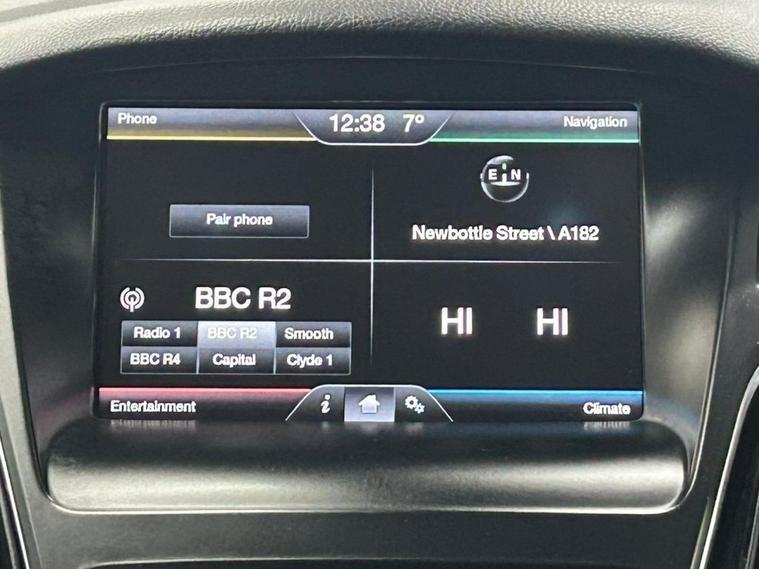 Phone
12:38 7°
Navigation
E N
Pair phone
Newbottle Street \ A182
BBC R2
Radio 1 BBC R2 Smooth
BBC R4 Capital Clyde 1
HI HI
Entertainment
i
Climate